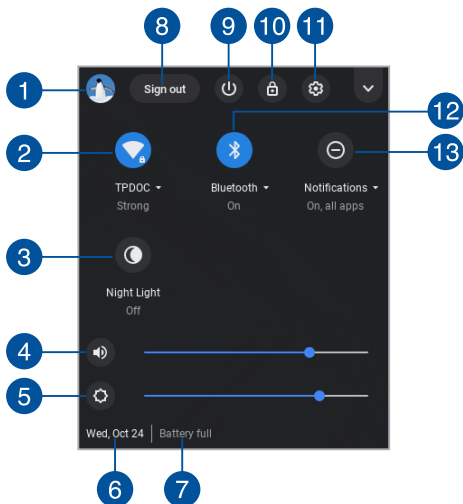 8 9 10 11
1 Sign out
12
2 13
TPDOC Bluetooth Notifications
Strong On On, all apps
3
Night Light
Off
4
5
Wed, Oct 24 Battery full
6 7